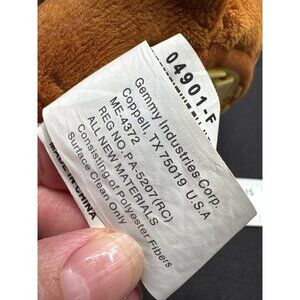 04901-F
Gemmy Industries Corp.
Coppell, TX 75019 U.S.A
ME-4372
REG NO. PA-5207(RC)
ALL NEW MATERIALS
Consisting of Polyester Fibers
Surface Clean Only
MADE IN CHINA